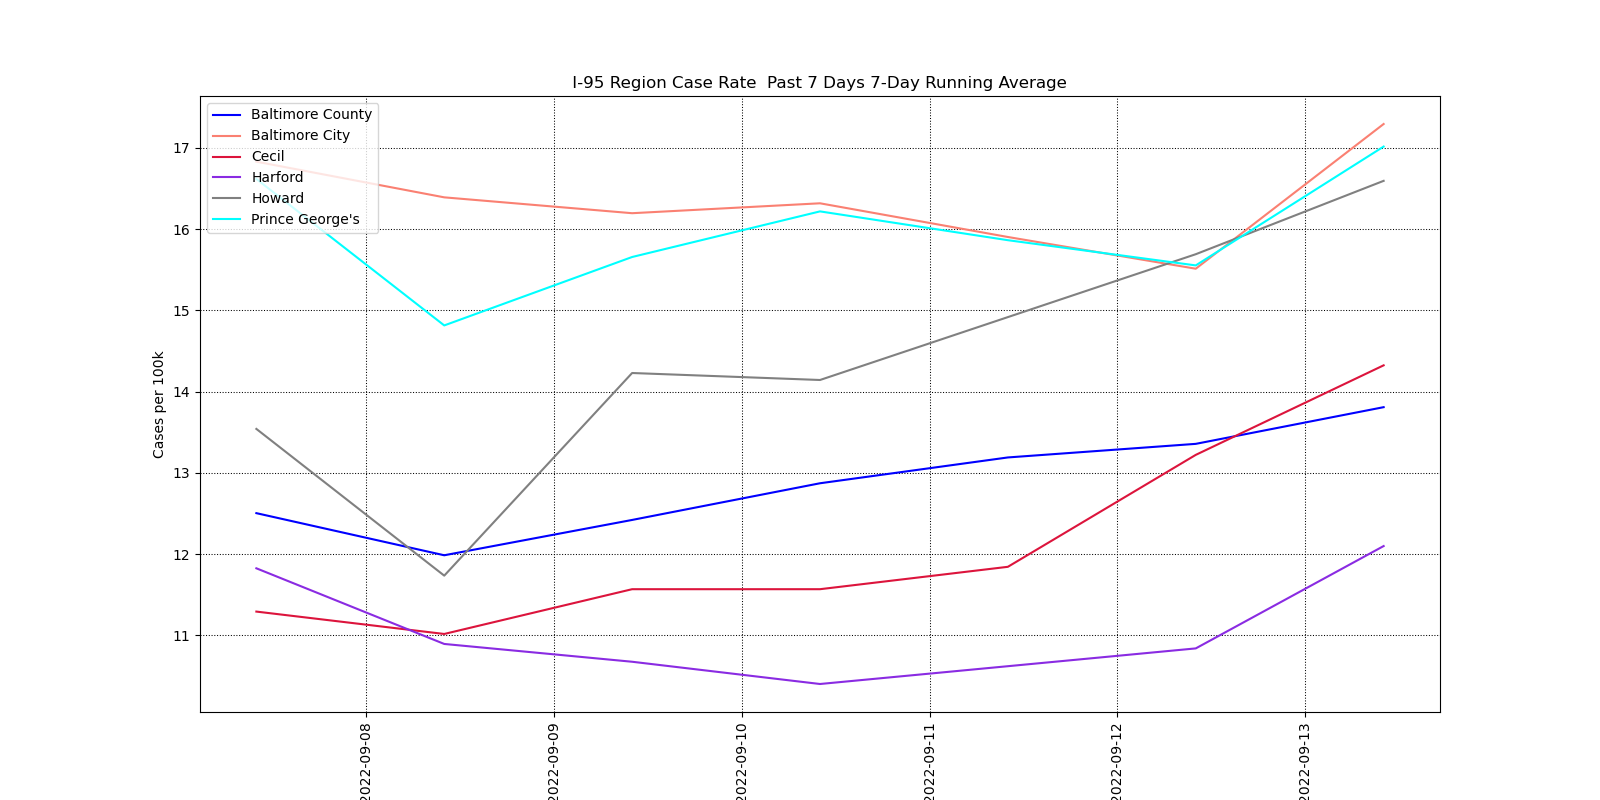 I-95 Region Case Rate  Past 7 Days 7-Day Running Average
Baltimore County
Baltimore City
Cecil
Harford
Howard
Prince George's
Cases per 100k
17
16
15
14
13
12
11
2022-09-08
2022-09-09
2022-09-10
2022-09-11
2022-09-12
2022-09-13